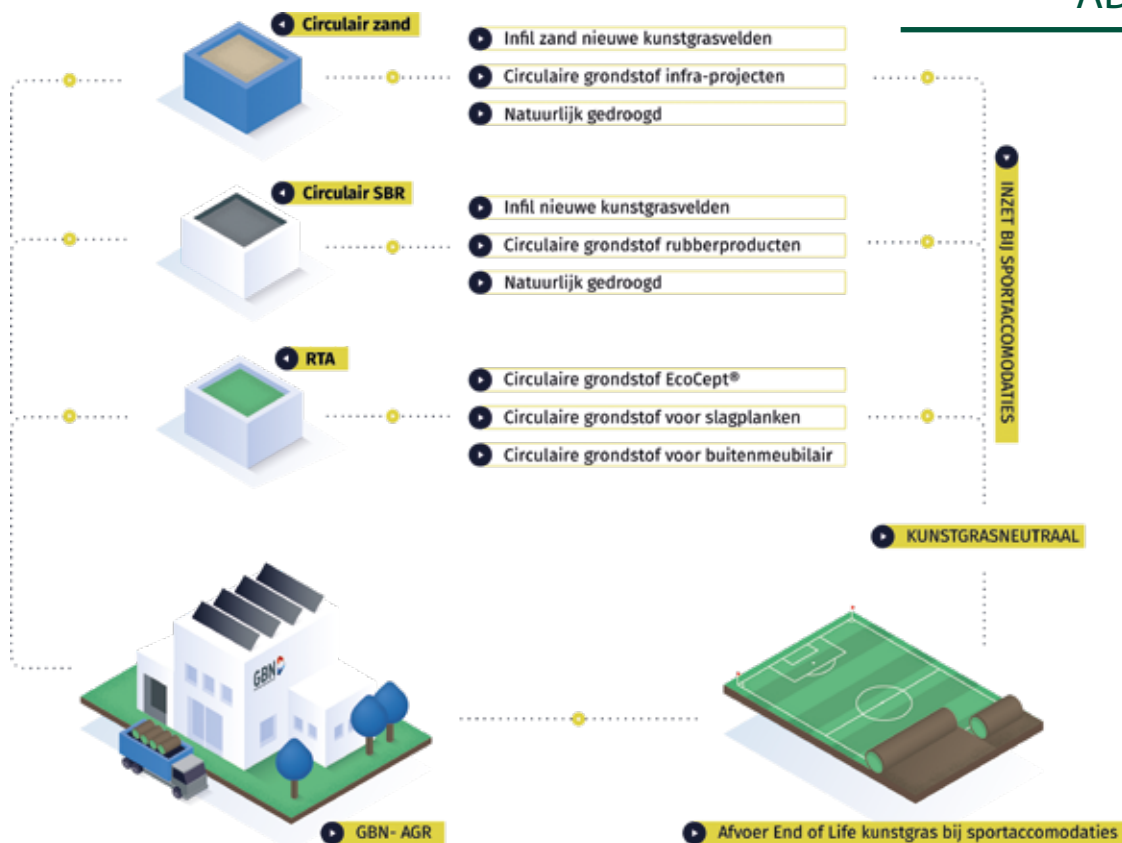 AB
Circulair zand
Infil zand nieuwe kunstgrasvelden
Circulaire grondstof infra-projecten
Natuurlijk gedroogd
Circulair SBR
Infil nieuwe kunstgrasvelden
Circulaire grondstof rubberproducten
Natuurlijk gedroogd
INZET BIJ SPORTACCOMODATIES
RTA
Circulaire grondstof EcoCept®
Circulaire grondstof voor slagplanken
Circulaire grondstof voor buitenmeubilair
KUNSTGRASNEUTRAAL
GBN
GBN- AGR
Afvoer End of Life kunstgras bij sportaccomodaties